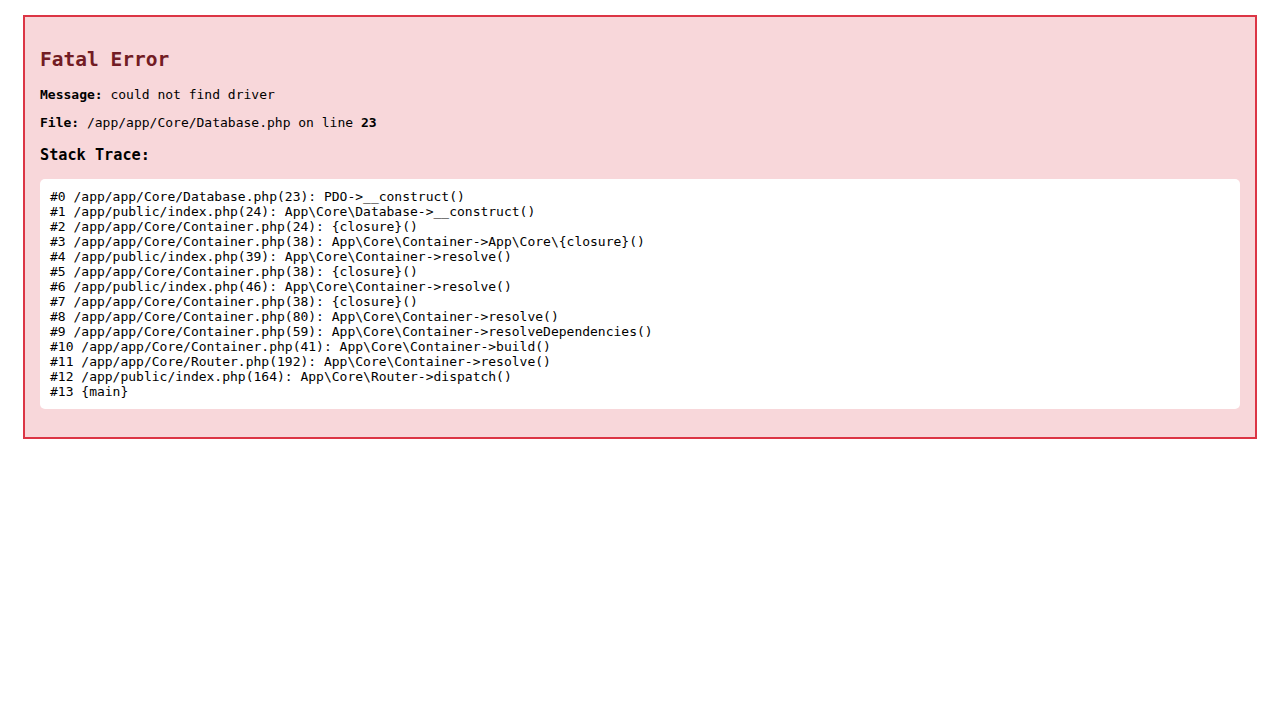 Fatal Error
Message: could not find driver
File: /app/app/Core/Database.php on line 23
Stack Trace:
#0 /app/app/Core/Database.php(23): PDO->__construct()
#1 /app/public/index.php(24): App\Core\Database->__construct()
#2 /app/app/Core/Container.php(24): {closure}()
#3 /app/app/Core/Container.php(38): App\Core\Container->App\Core\{closure}()
#4 /app/public/index.php(39): App\Core\Container->resolve()
#5 /app/app/Core/Container.php(38): {closure}()
#6 /app/public/index.php(46): App\Core\Container->resolve()
#7 /app/app/Core/Container.php(38): {closure}()
#8 /app/app/Core/Container.php(80): App\Core\Container->resolve()
#9 /app/app/Core/Container.php(59): App\Core\Container->resolveDependencies()
#10 /app/app/Core/Container.php(41): App\Core\Container->build()
#11 /app/app/Core/Router.php(192): App\Core\Container->resolve()
#12 /app/public/index.php(164): App\Core\Router->dispatch()
#13 {main}